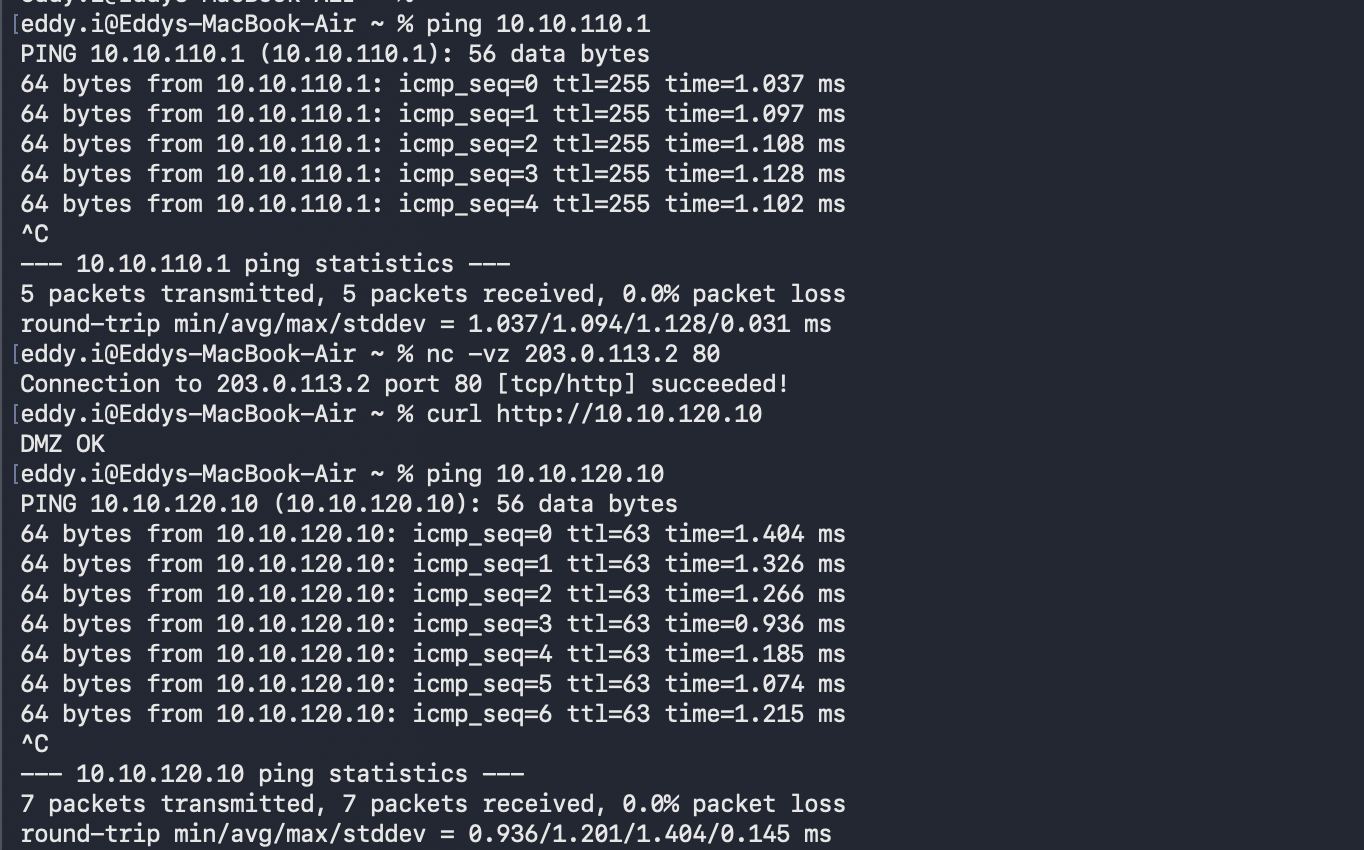 [eddy.i@Eddys-MacBook-Air ~ % ping 10.10.110.1
PING 10.10.110.1 (10.10.110.1): 56 data bytes
64 bytes from 10.10.110.1: icmp_seq=0 ttl=255 time=1.037 ms
64 bytes from 10.10.110.1: icmp_seq=1 ttl=255 time=1.097 ms
64 bytes from 10.10.110.1: icmp_seq=2 ttl=255 time=1.108 ms
64 bytes from 10.10.110.1: icmp_seq=3 ttl=255 time=1.128 ms
64 bytes from 10.10.110.1: icmp_seq=4 ttl=255 time=1.102 ms
^C
--- 10.10.110.1 ping statistics ---
5 packets transmitted, 5 packets received, 0.0% packet loss
round-trip min/avg/max/stddev = 1.037/1.094/1.128/0.031 ms
[eddy.i@Eddys-MacBook-Air ~ % nc -vz 203.0.113.2 80
Connection to 203.0.113.2 port 80 [tcp/http] succeeded!
[eddy.i@Eddys-MacBook-Air ~ % curl http://10.10.120.10
DMZ OK
[eddy.i@Eddys-MacBook-Air ~ % ping 10.10.120.10
PING 10.10.120.10 (10.10.120.10): 56 data bytes
64 bytes from 10.10.120.10: icmp_seq=0 ttl=63 time=1.404 ms
64 bytes from 10.10.120.10: icmp_seq=1 ttl=63 time=1.326 ms
64 bytes from 10.10.120.10: icmp_seq=2 ttl=63 time=1.266 ms
64 bytes from 10.10.120.10: icmp_seq=3 ttl=63 time=0.936 ms
64 bytes from 10.10.120.10: icmp_seq=4 ttl=63 time=1.185 ms
64 bytes from 10.10.120.10: icmp_seq=5 ttl=63 time=1.074 ms
64 bytes from 10.10.120.10: icmp_seq=6 ttl=63 time=1.215 ms
^C
--- 10.10.120.10 ping statistics ---
7 packets transmitted, 7 packets received, 0.0% packet loss
round-trip min/avg/max/stddev = 0.936/1.201/1.404/0.145 ms